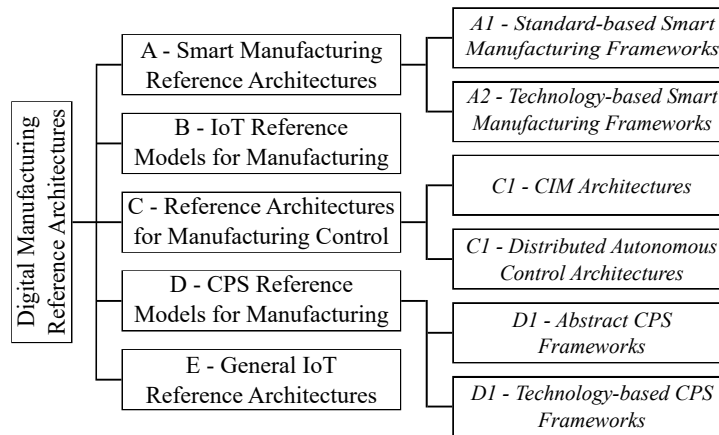 Digital Manufacturing
Reference Architectures
A - Smart Manufacturing
Reference Architectures
A1 - Standard-based Smart
Manufacturing Frameworks
A2 - Technology-based Smart
Manufacturing Frameworks
B - IoT Reference
Models for Manufacturing
C - Reference Architectures
for Manufacturing Control
C1 - CIM Architectures
C1 - Distributed Autonomous
Control Architectures
D - CPS Reference
Models for Manufacturing
D1 - Abstract CPS
Frameworks
D1 - Technology-based CPS
Frameworks
E - General IoT
Reference Architectures